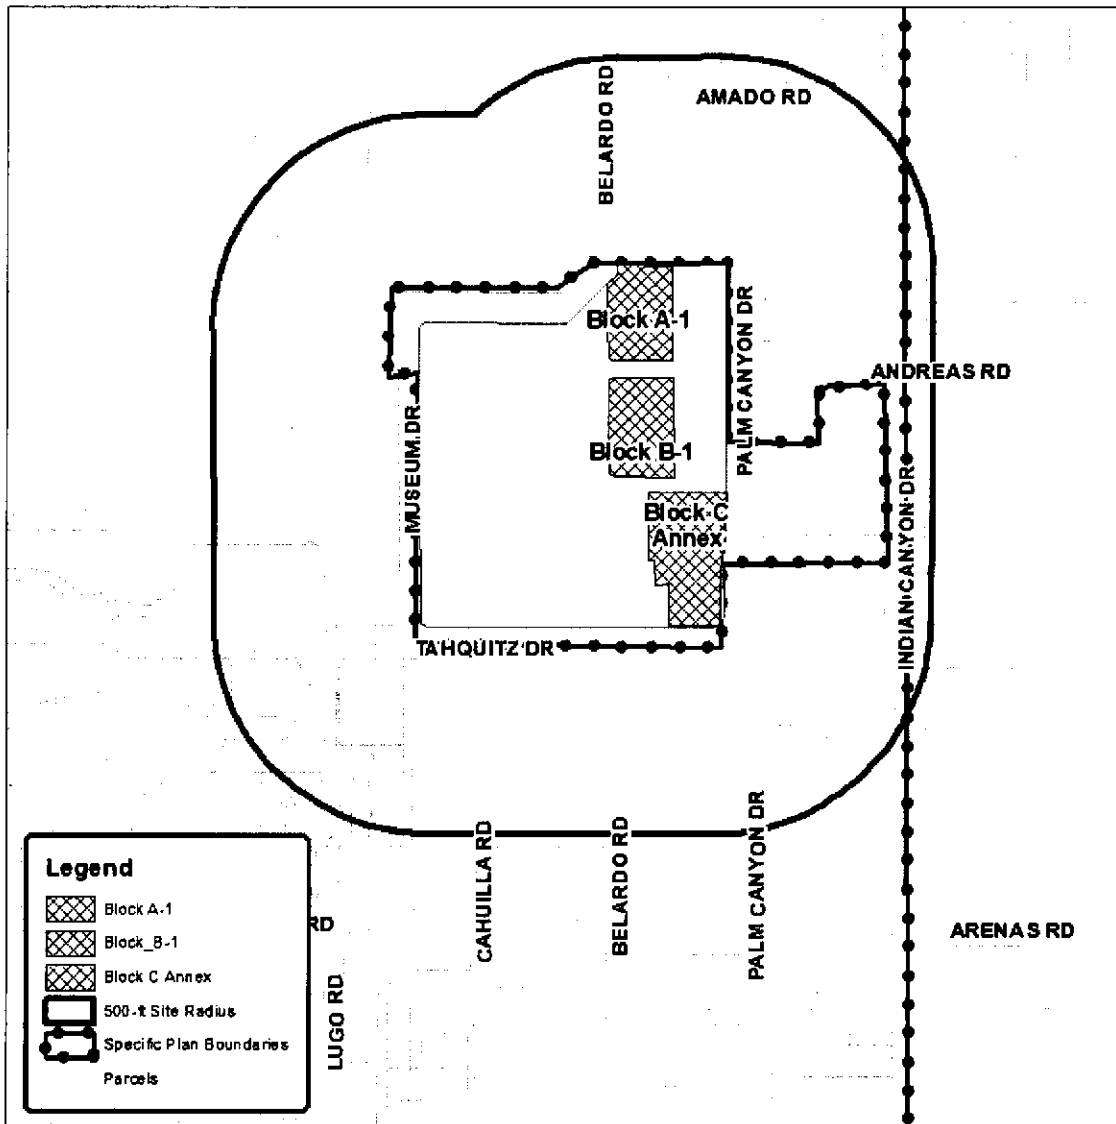 BELARDO RD
AMADO RD
Block A-1
PALM CANYON DR
ANDREAS RD
MUSEUM DR
Block B-1
Block C
Annex
INDIAN CANYON DR
TAHQUITZ DR
CAHUILLA RD
BELARDO RD
PALM CANYON DR
ARENAS RD
RD
LUGO RD
Legend
Block A-1
Block_B-1
Block C Annex
500-ft Site Radius
Specific Plan Boundaries
Parcels